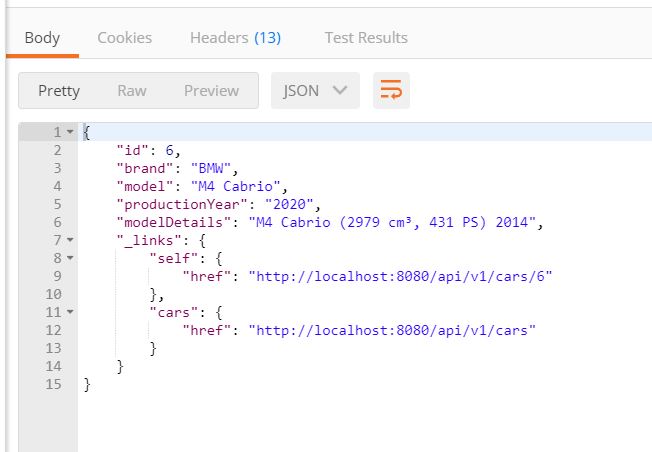 Body Cookies Headers (13) Test Results
Pretty Raw Preview JSON
1 {
2 "id": 6,
3 "brand": "BMW",
4 "model": "M4 Cabrio",
5 "productionYear": "2020",
6 "modelDetails": "M4 Cabrio (2979 cm³, 431 PS) 2014",
7 "_links": {
8 "self": {
9 "href": "http://localhost:8080/api/v1/cars/6"
10 },
11 "cars": {
12 "href": "http://localhost:8080/api/v1/cars"
13 }
14 }
15 }